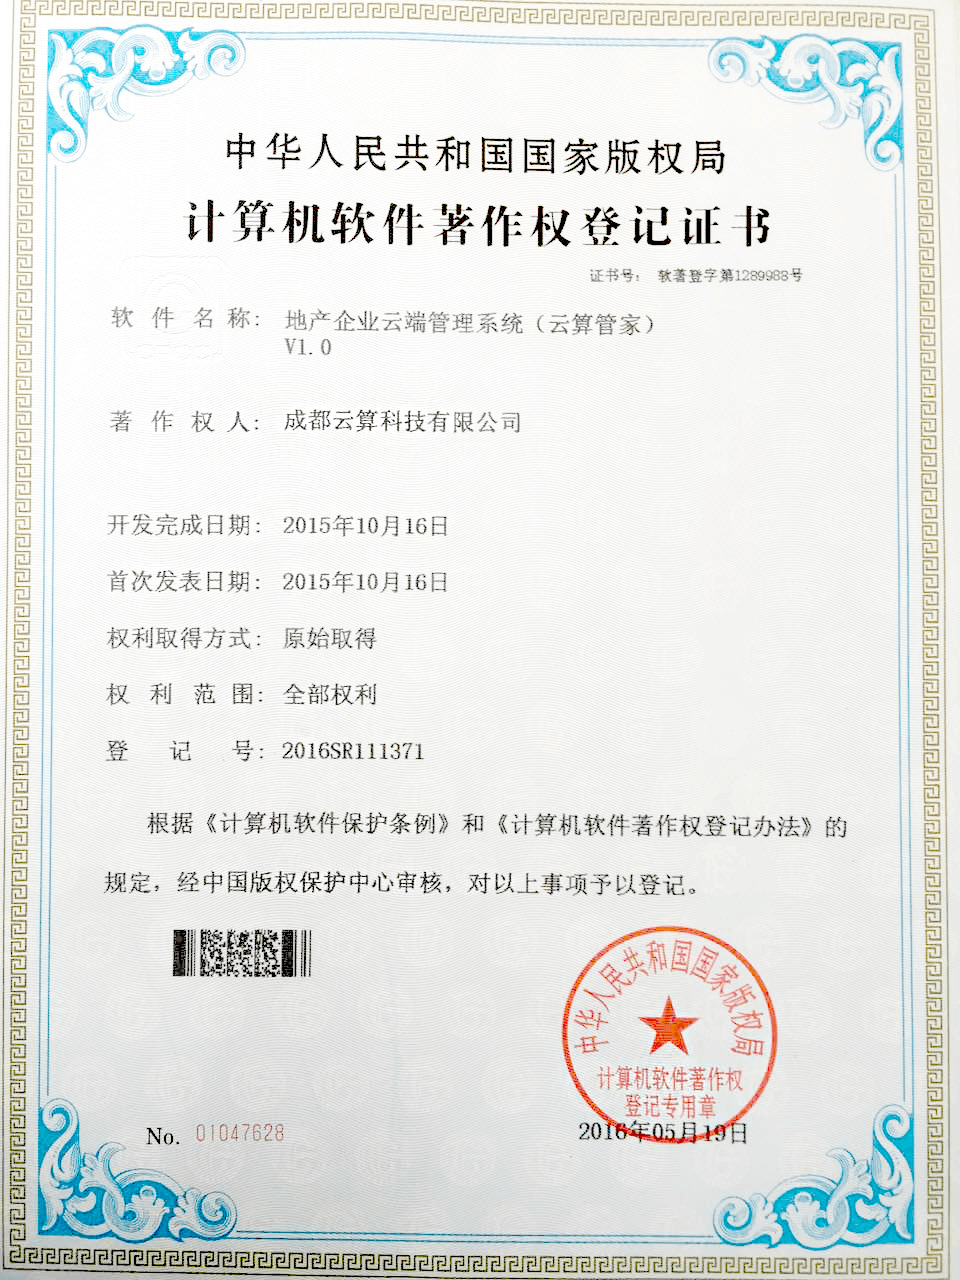 中华人民共和国国家版权局
计算机软件著作权登记证书
证书号： 软著登字第1289988号
软件名称： 地产企业云端管理系统（云算管家）
V1.0
著作权人： 成都云算科技有限公司
开发完成日期： 2015年10月16日
首次发表日期： 2015年10月16日
权利取得方式： 原始取得
权利范围： 全部权利
登记号： 2016SR111371
根据《计算机软件保护条例》和《计算机软件著作权登记办法》的
规定，经中国版权保护中心审核，对以上事项予以登记。
中华人民共和国国家版权局
计算机软件著作权
登记专用章
No. 01047628
2016年05月19日